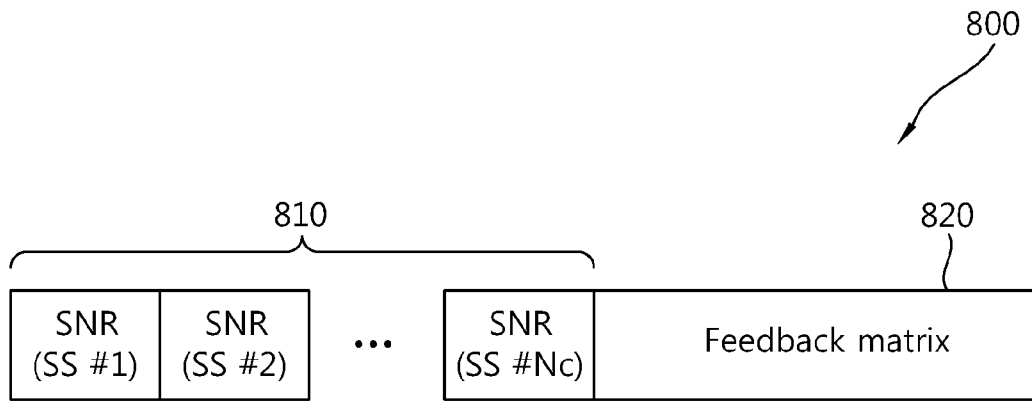 800
810
820
SNR
(SS #1)
SNR
(SS #2)
...
SNR
(SS #Nc)
Feedback matrix